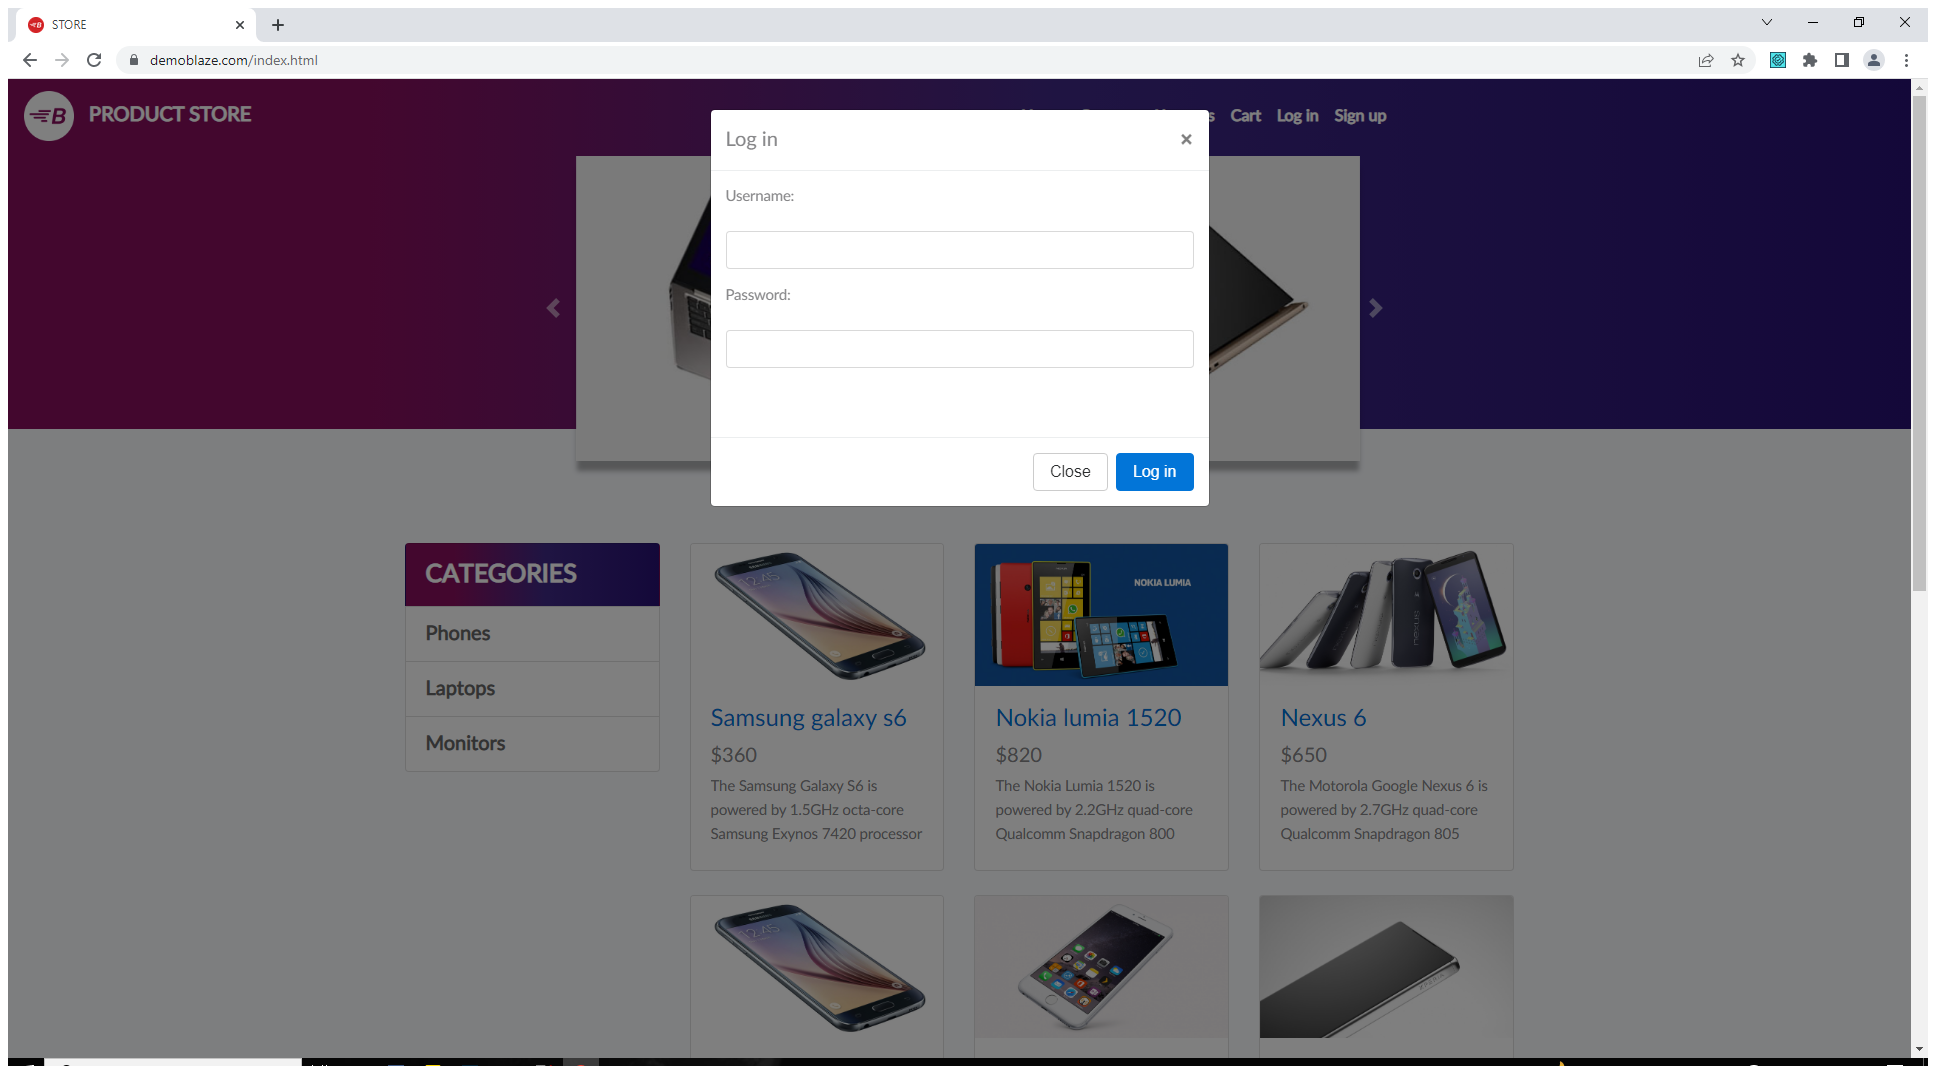 STORE
demoblaze.com/index.html
B PRODUCT STORE
Cart Log in Sign up
Log in ×
Username:
Password:
Close Log in
CATEGORIES
Phones
Laptops
Monitors
NOKIA LUMIA
nexus
Samsung galaxy s6
$360
The Samsung Galaxy S6 is
powered by 1.5GHz octa-core
Samsung Exynos 7420 processor
Nokia lumia 1520
$820
The Nokia Lumia 1520 is
powered by 2.2GHz quad-core
Qualcomm Snapdragon 800
Nexus 6
$650
The Motorola Google Nexus 6 is
powered by 2.7GHz quad-core
Qualcomm Snapdragon 805